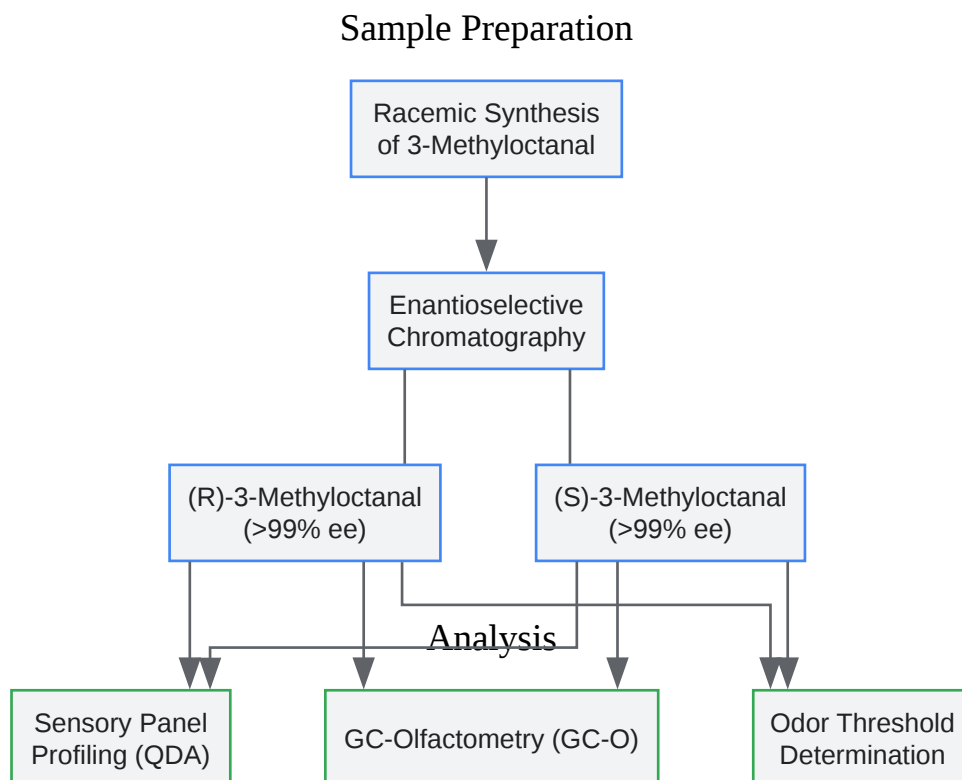 Sample Preparation
Racemic Synthesis
of 3-Methyloctanal
Enantioselective
Chromatography
(R)-3-Methyloctanal
(>99% ee)
(S)-3-Methyloctanal
(>99% ee)
Analysis
Sensory Panel
Profiling (QDA)
GC-Olfactometry (GC-O)
Odor Threshold
Determination